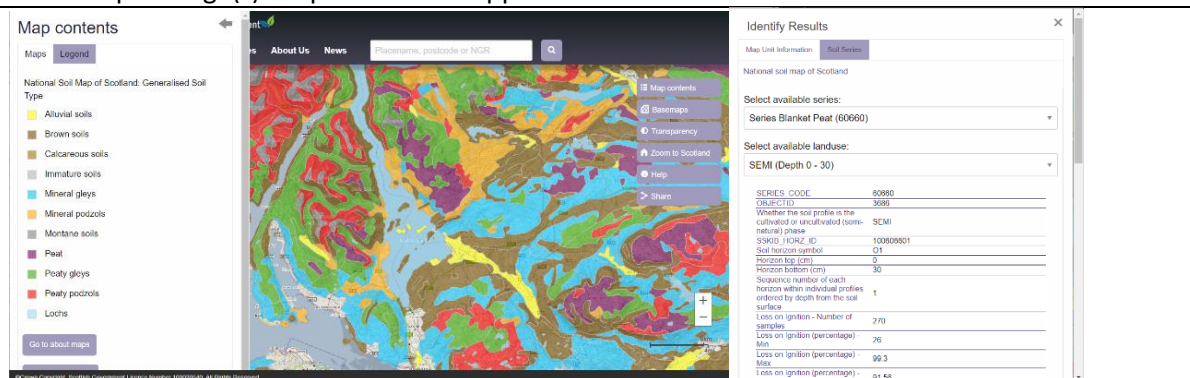 Map contents
Maps Legend
National Soil Map of Scotland: Generalised Soil
Type
Alluvial soils
Brown soils
Calcareous soils
Immature soils
Mineral gleys
Mineral podzols
Montane soils
Peat
Peaty gleys
Peaty podzols
Lochs
Go to about maps
About Us News
Placename, postcode or NGR
Map contents
Basemaps
Transparency
Zoom to Scotland
Help
Share
+
−
Identify Results
×
Map Unit Information Soil Series
National soil map of Scotland
Select available series:
Series Blanket Peat (60660)
Select available landuse:
SEMI (Depth 0 - 30)
SERIES_CODE 60660
OBJECTID 3686
Whether the soil profile is the
cultivated or uncultivated (semi- SEMI
natural) phase
Soil horizon symbol O1
Horizon top (cm) 0
Horizon bottom (cm) 30
Sequence number of each
horizon within individual profiles 1
ordered by depth from the soil
surface
Loss on Ignition - Number of 270
samples
Loss on Ignition (percentage) - 26
Min
Loss on Ignition (percentage) - 99.3
Max
Loss on Ignition (percentage) - 91.56